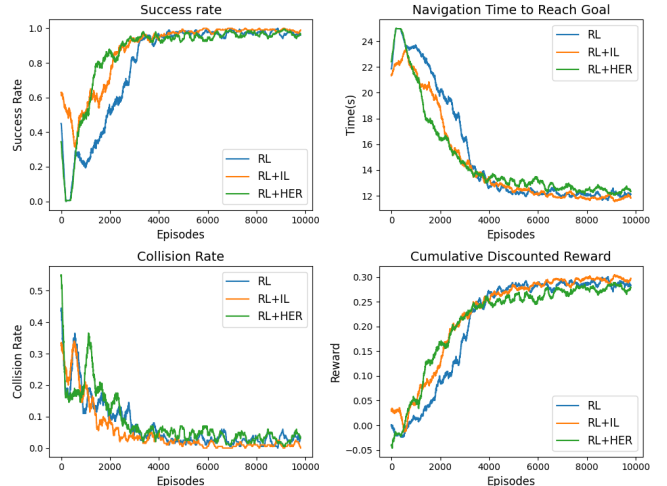 Success rate
Success Rate
1.0
0.8
0.6
0.4
0.2
0.0
RL
RL+IL
RL+HER
0 2000 4000 6000 8000 10000
Episodes
Navigation Time to Reach Goal
Time(s)
24
22
20
18
16
14
12
RL
RL+IL
RL+HER
0 2000 4000 6000 8000 10000
Episodes
Collision Rate
Collision Rate
0.5
0.4
0.3
0.2
0.1
0.0
RL
RL+IL
RL+HER
0 2000 4000 6000 8000 10000
Episodes
Cumulative Discounted Reward
Reward
0.30
0.25
0.20
0.15
0.10
0.05
0.00
−0.05
RL
RL+IL
RL+HER
0 2000 4000 6000 8000 10000
Episodes